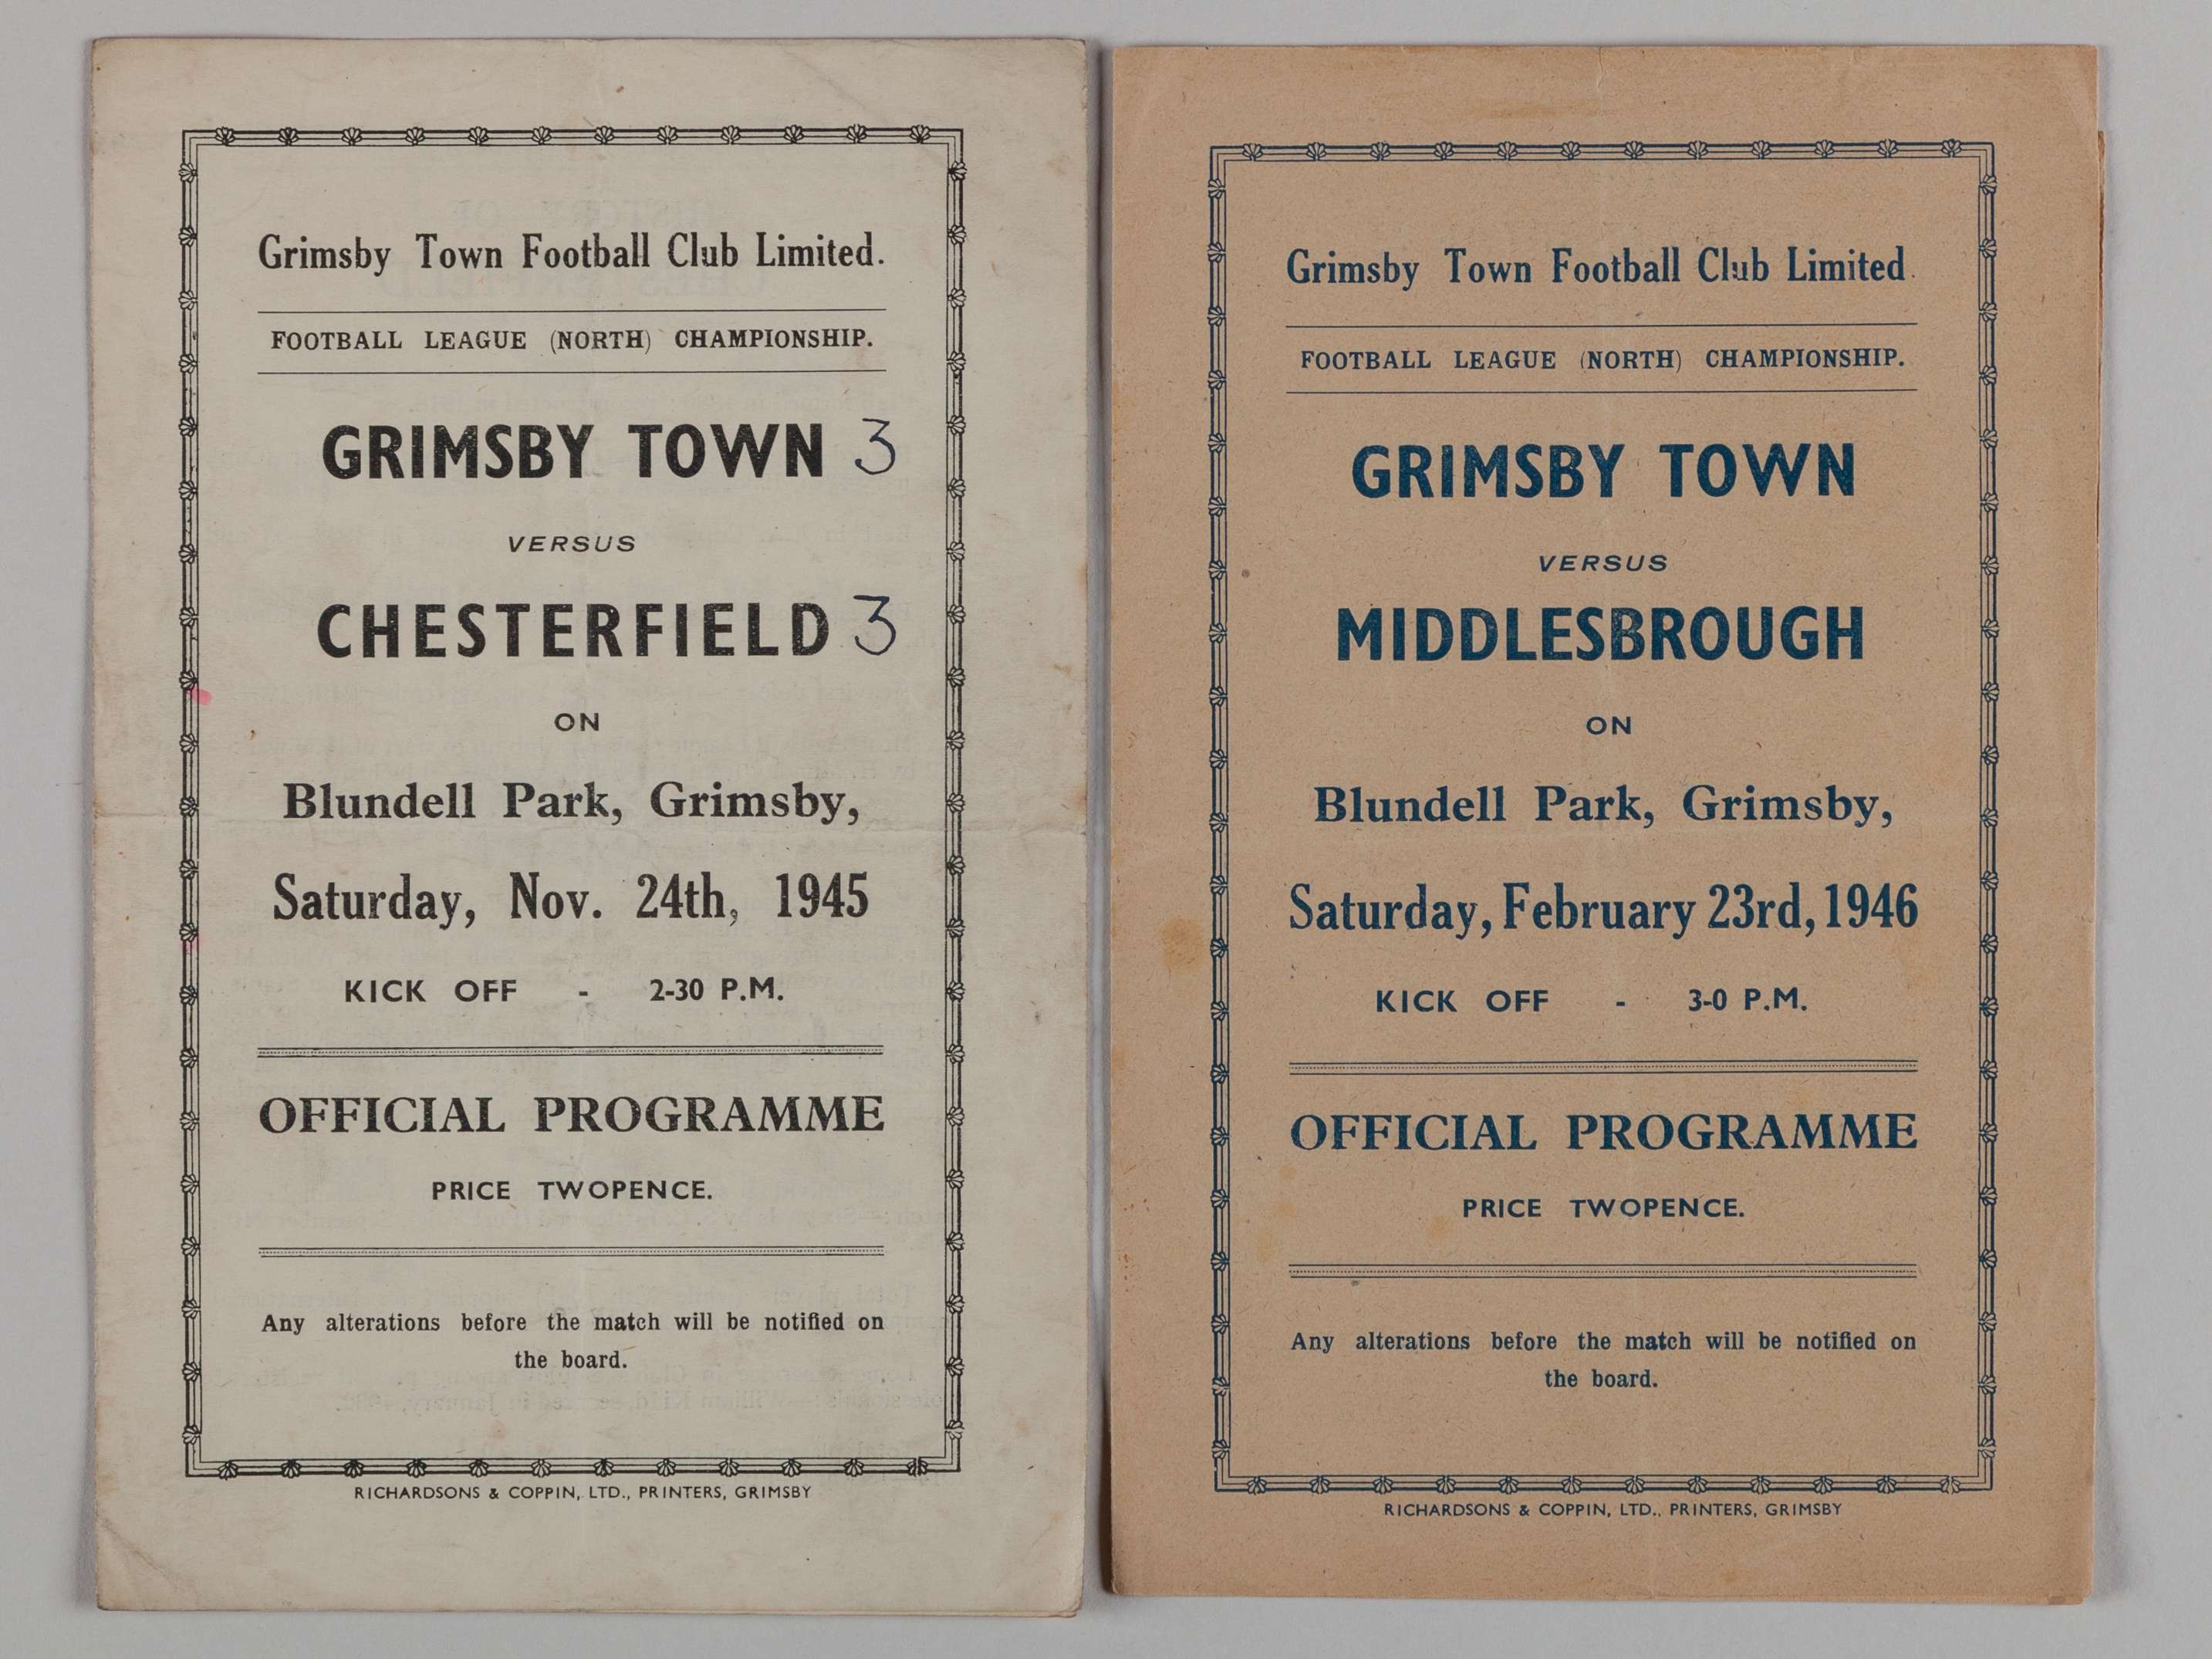 Grimsby Town Football Club Limited.
FOOTBALL LEAGUE (NORTH) CHAMPIONSHIP.
GRIMSBY TOWN 3
VERSUS
CHESTERFIELD 3
ON
Blundell Park, Grimsby,
Saturday, Nov. 24th, 1945
KICK OFF - 2-30 P.M.
OFFICIAL PROGRAMME
PRICE TWOPENCE.
Any alterations before the match will be notified on
the board.
RICHARDSONS & COPPIN, LTD., PRINTERS, GRIMSBY
Grimsby Town Football Club Limited.
FOOTBALL LEAGUE (NORTH) CHAMPIONSHIP.
GRIMSBY TOWN
VERSUS
MIDDLESBROUGH
ON
Blundell Park, Grimsby,
Saturday, February 23rd, 1946
KICK OFF - 3-0 P.M.
OFFICIAL PROGRAMME
PRICE TWOPENCE.
Any alterations before the match will be notified on
the board.
RICHARDSONS & COPPIN, LTD., PRINTERS, GRIMSBY